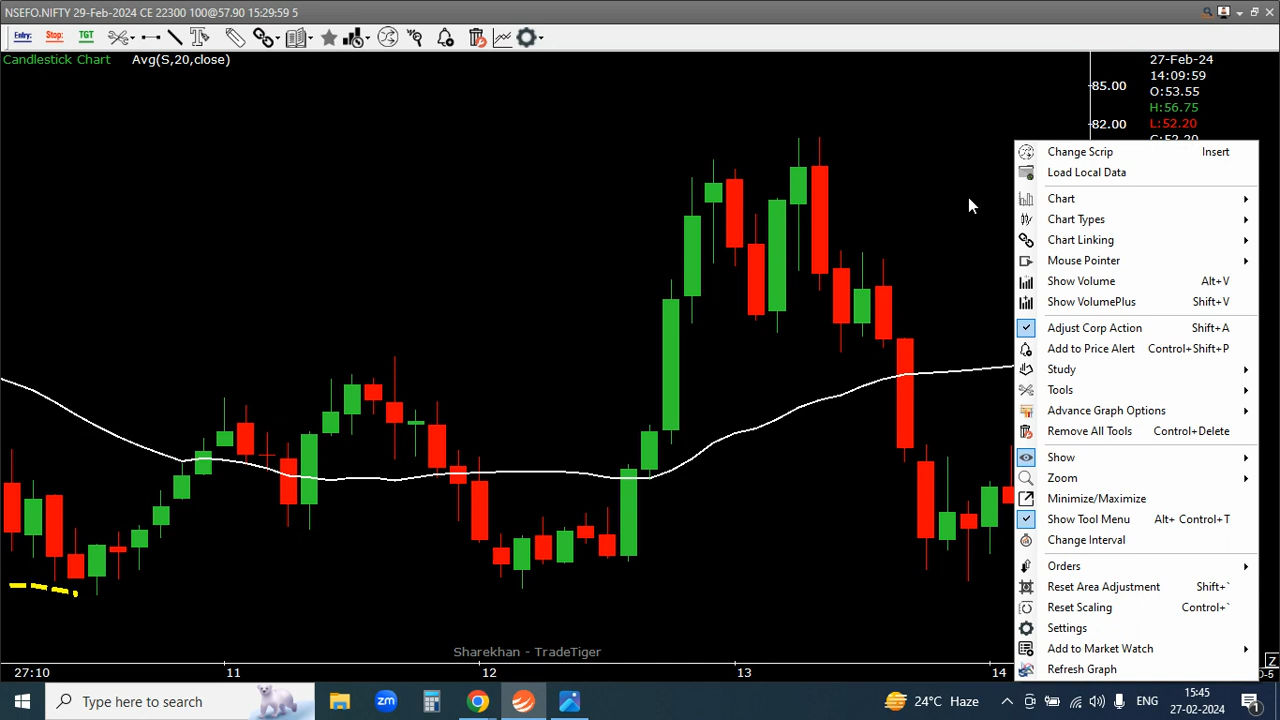 NSEFO.NIFTY 29-Feb-2024 CE 22300 100@57.90 15:29:59 5
Entry:
Stop:
TGT
Candlestick Chart
Avg(S,20,close)
27-Feb-24
14:09:59
O:53.55
H:56.75
L:52.20
C:52.20
85.00
82.00
Change Scrip Insert
Load Local Data
Chart
Chart Types
Chart Linking
Mouse Pointer
Show Volume Alt+V
Show VolumePlus Shift+V
Adjust Corp Action Shift+A
Add to Price Alert Control+Shift+P
Study
Tools
Advance Graph Options
Remove All Tools Control+Delete
Show
Zoom
Minimize/Maximize
Show Tool Menu Alt+ Control+T
Change Interval
Orders
Reset Area Adjustment Shift+`
Reset Scaling Control+`
Settings
Add to Market Watch
Refresh Graph
Sharekhan - TradeTiger
27:10 11 12 13 14
Z
0-5
Type here to search
zm
24°C Haze
ENG
15:45
27-02-2024
1